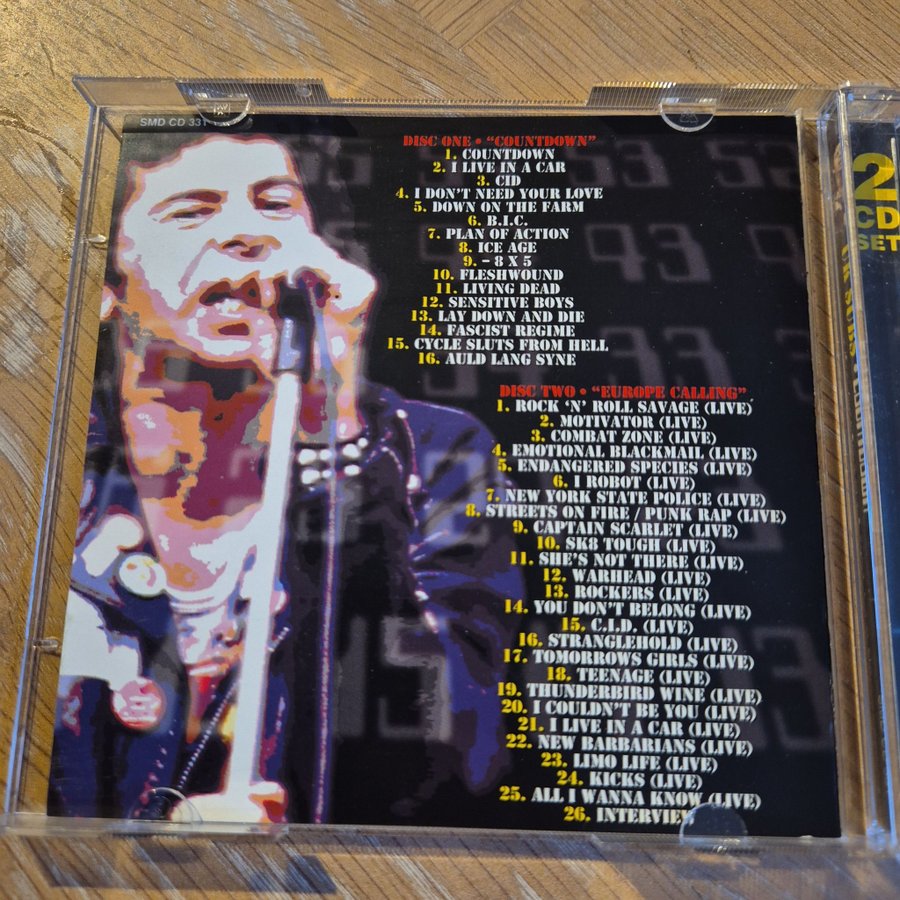 SMD CD 331
DISC ONE • "COUNTDOWN"
1. COUNTDOWN
2. I LIVE IN A CAR
3. CID
4. I DON'T NEED YOUR LOVE
5. DOWN ON THE FARM
6. B.I.C.
7. PLAN OF ACTION
8. ICE AGE
9. – 8 X 5
10. FLESHWOUND
11. LIVING DEAD
12. SENSITIVE BOYS
13. LAY DOWN AND DIE
14. FASCIST REGIME
15. CYCLE SLUTS FROM HELL
16. AULD LANG SYNE
DISC TWO • "EUROPE CALLING"
1. ROCK 'N' ROLL SAVAGE (LIVE)
2. MOTIVATOR (LIVE)
3. COMBAT ZONE (LIVE)
4. EMOTIONAL BLACKMAIL (LIVE)
5. ENDANGERED SPECIES (LIVE)
6. I ROBOT (LIVE)
7. NEW YORK STATE POLICE (LIVE)
8. STREETS ON FIRE / PUNK RAP (LIVE)
9. CAPTAIN SCARLET (LIVE)
10. SK8 TOUGH (LIVE)
11. SHE'S NOT THERE (LIVE)
12. WARHEAD (LIVE)
13. ROCKERS (LIVE)
14. YOU DON'T BELONG (LIVE)
15. C.I.D. (LIVE)
16. STRANGLEHOLD (LIVE)
17. TOMORROWS GIRLS (LIVE)
18. TEENAGE (LIVE)
19. THUNDERBIRD WINE (LIVE)
20. I COULDN'T BE YOU (LIVE)
21. I LIVE IN A CAR (LIVE)
22. NEW BARBARIANS (LIVE)
23. LIMO LIFE (LIVE)
24. KICKS (LIVE)
25. ALL I WANNA KNOW (LIVE)
26. INTERVIEW
2
CD
SET